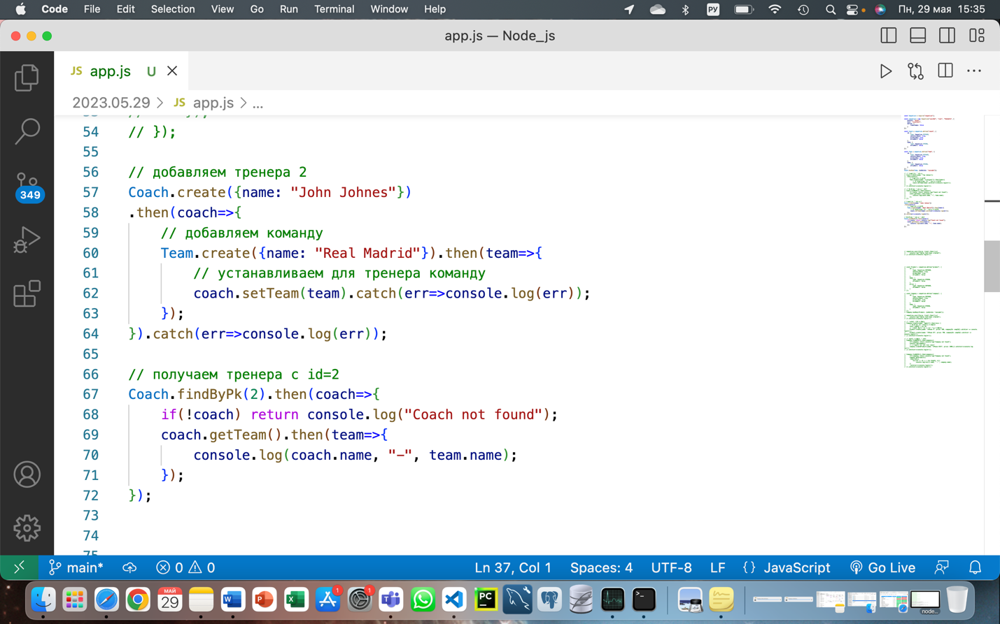 Code File Edit Selection View Go Run Terminal Window Help РУ Пн, 29 мая 15:35
app.js — Node_js
JS app.js U
2023.05.29 > JS app.js > ...
54 // });
55
56 // добавляем тренера 2
57 Coach.create({name: "John Johnes"})
58 .then(coach=>{
59 // добавляем команду
60 Team.create({name: "Real Madrid"}).then(team=>{
61 // устанавливаем для тренера команду
62 coach.setTeam(team).catch(err=>console.log(err));
63 });
64 }).catch(err=>console.log(err));
65
66 // получаем тренера с id=2
67 Coach.findByPk(2).then(coach=>{
68 if(!coach) return console.log("Coach not found");
69 coach.getTeam().then(team=>{
70 console.log(coach.name, "-", team.name);
71 });
72 });
73
74
349
main* 0 0 Ln 37, Col 1 Spaces: 4 UTF-8 LF {} JavaScript Go Live
МАЙ
29
W P X 1 1 PC >_
node...